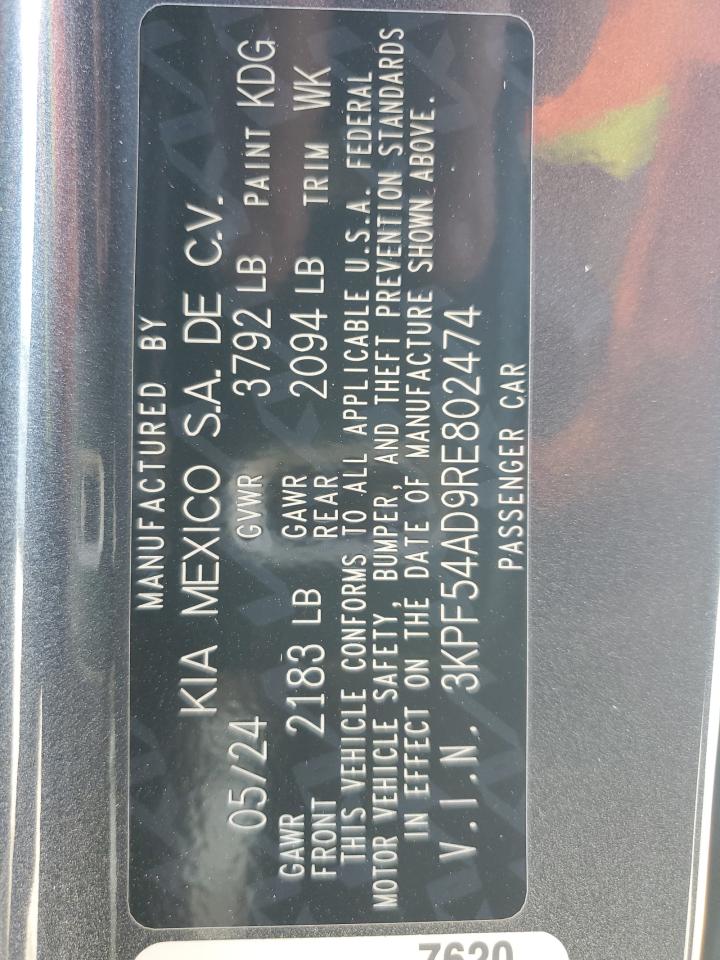 MANUFACTURED BY
KIA MEXICO S.A. DE C.V.
05/24 GVWR 3792 LB PAINT KDG
GAWR FRONT 2183 LB GAWR REAR 2094 LB TRIM WK
THIS VEHICLE CONFORMS TO ALL APPLICABLE U.S.A. FEDERAL
MOTOR VEHICLE SAFETY, BUMPER, AND THEFT PREVENTION STANDARDS
IN EFFECT ON THE DATE OF MANUFACTURE SHOWN ABOVE.
V.I.N. 3KPF54AD9RE802474
PASSENGER CAR